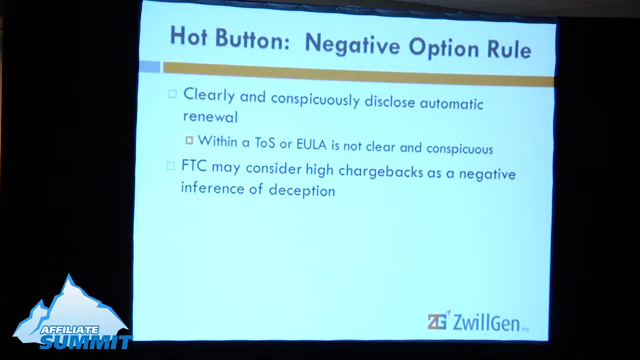 Hot Button: Negative Option Rule
Clearly and conspicuously disclose automatic
renewal
Within a ToS or EULA is not clear and conspicuous
FTC may consider high chargebacks as a negative
inference of deception
ZG ZwillGen
AFFILIATE
SUMMIT